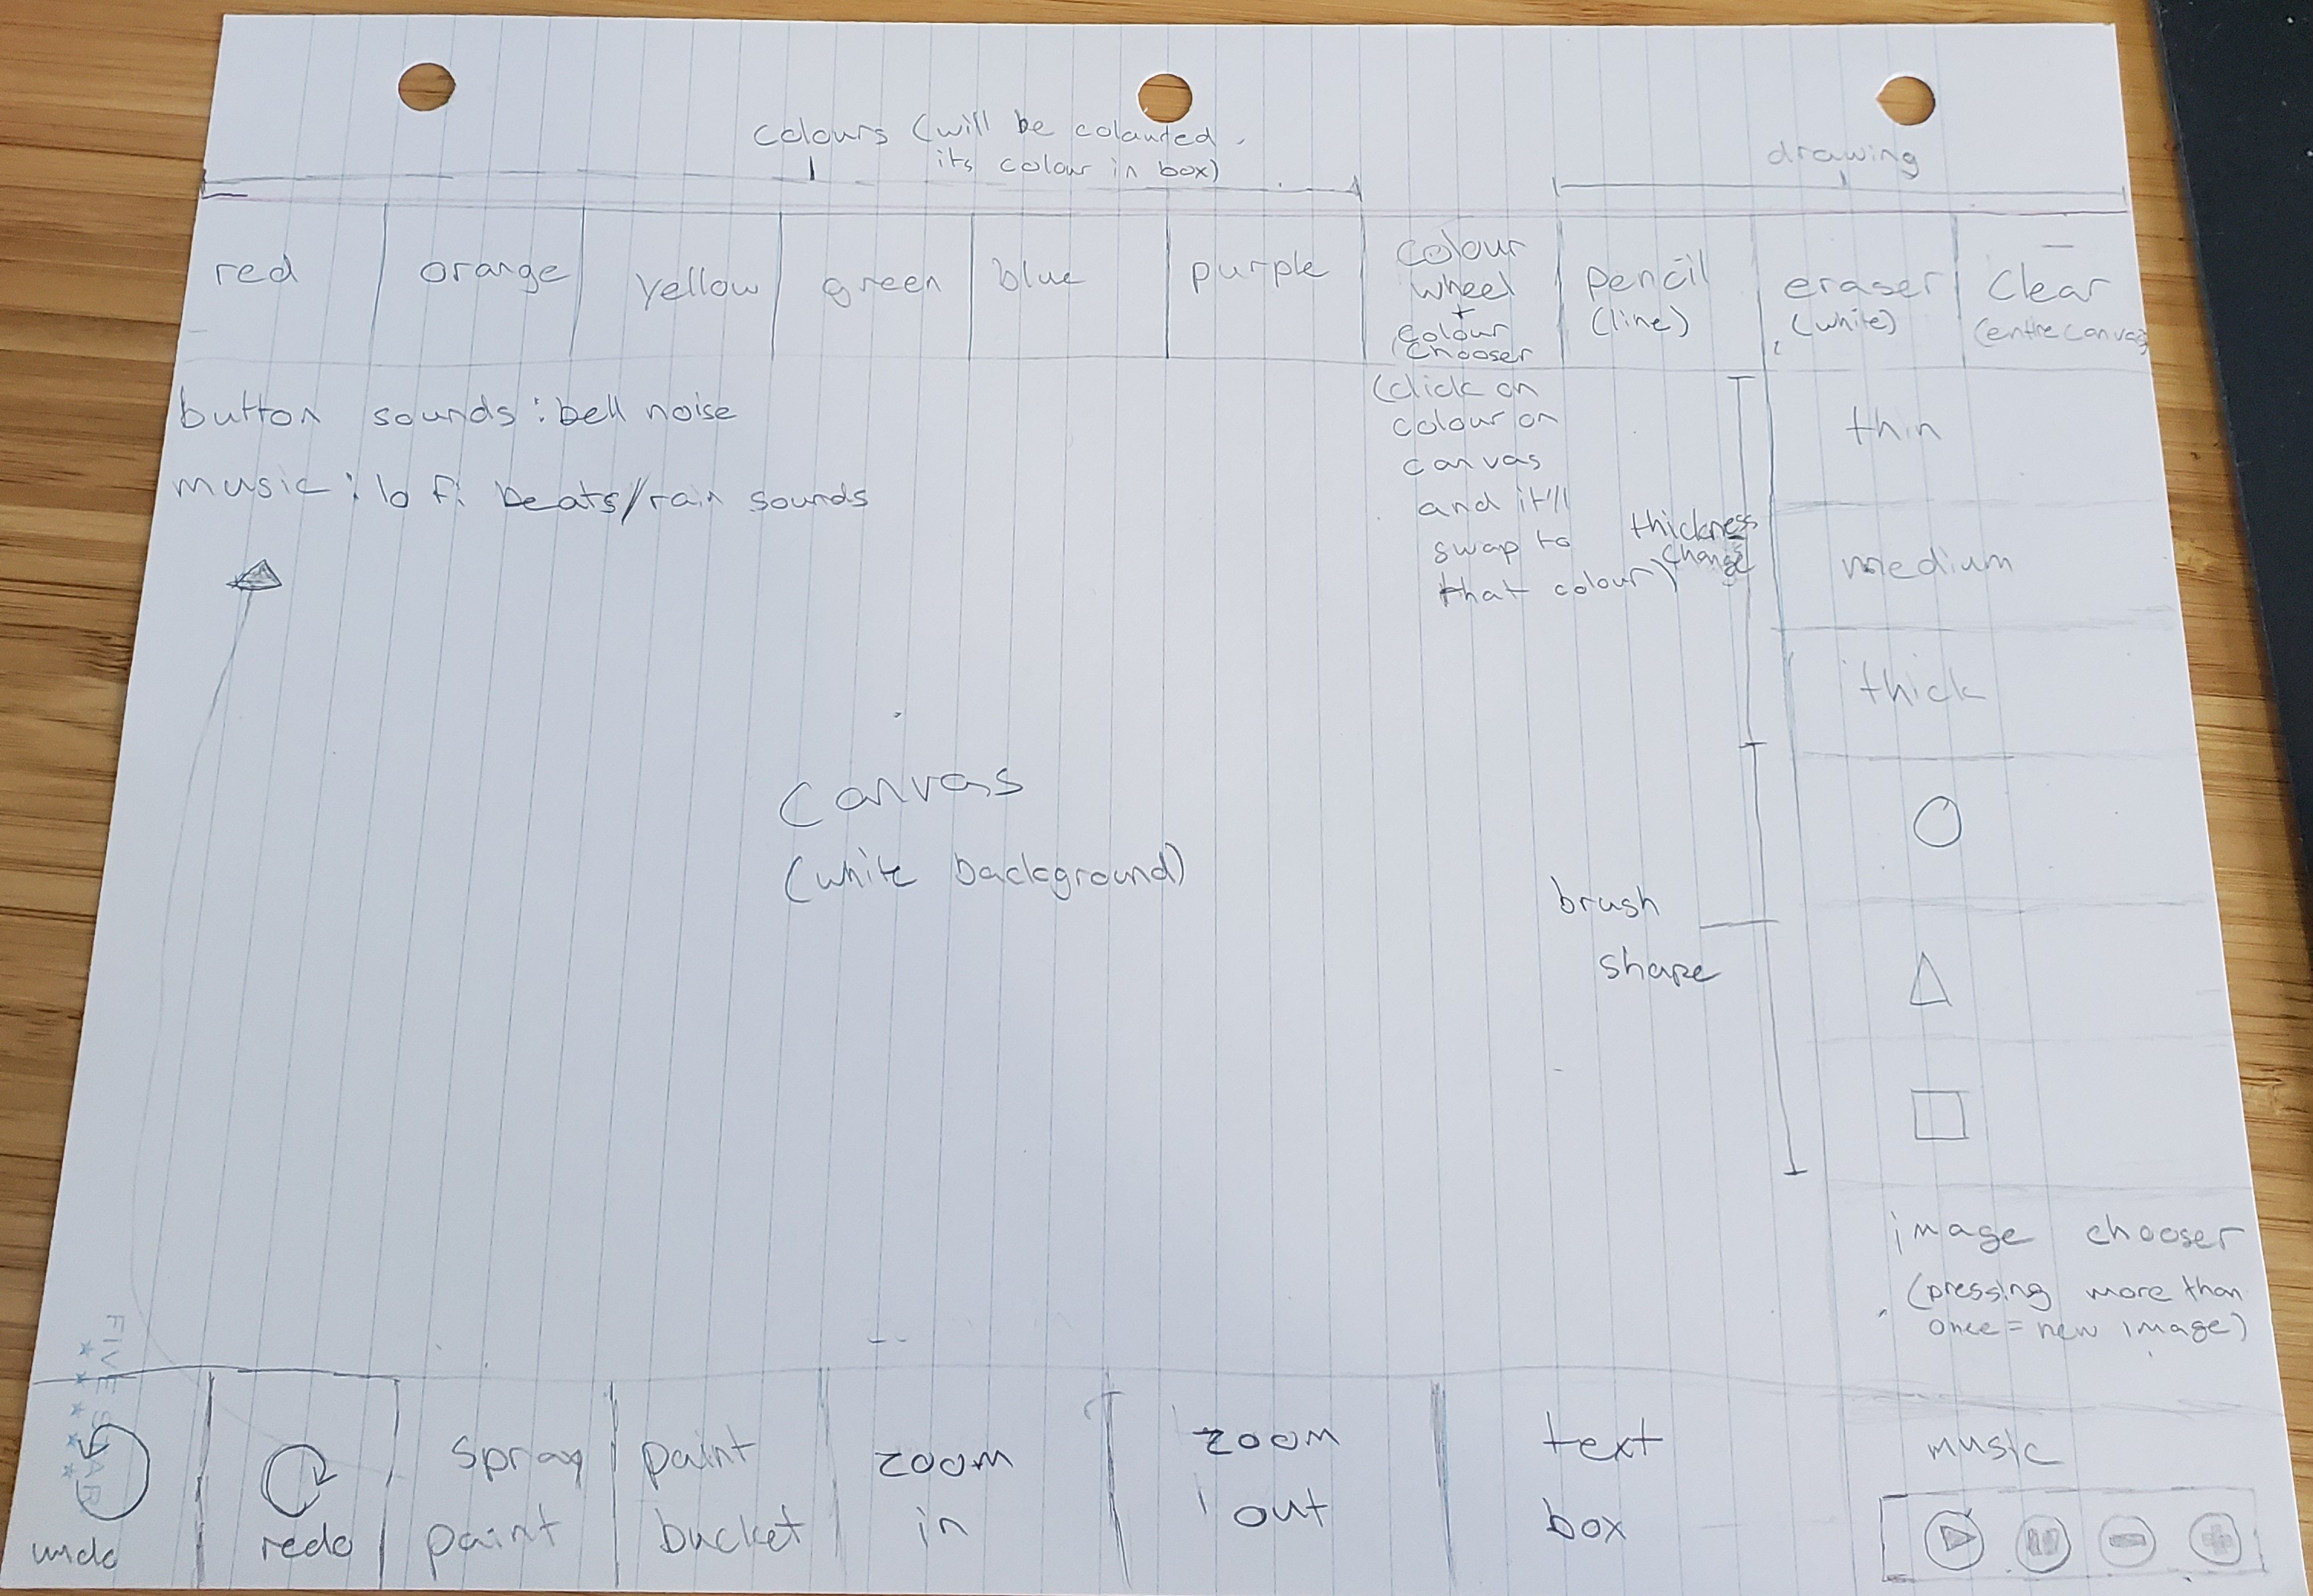 colours (will be coloured
its colour in box)
drawing
red
orange
yellow
green
blue
purple
colour
wheel
+
colour
chooser
pencil
(line)
eraser
(white)
clear
(entire canvas)
(click on
colour on
canvas
and it'll
swap to
that colour)
button sounds: bell noise
music: lo fi beats/rain sounds
thickness
change
thin
medium
thick
canvas
(white background)
brush
shape
image chooser
(pressing more than
once = new image)
FIVE STAR
undo
redo
spray
paint
paint
bucket
zoom
in
zoom
out
text
box
music